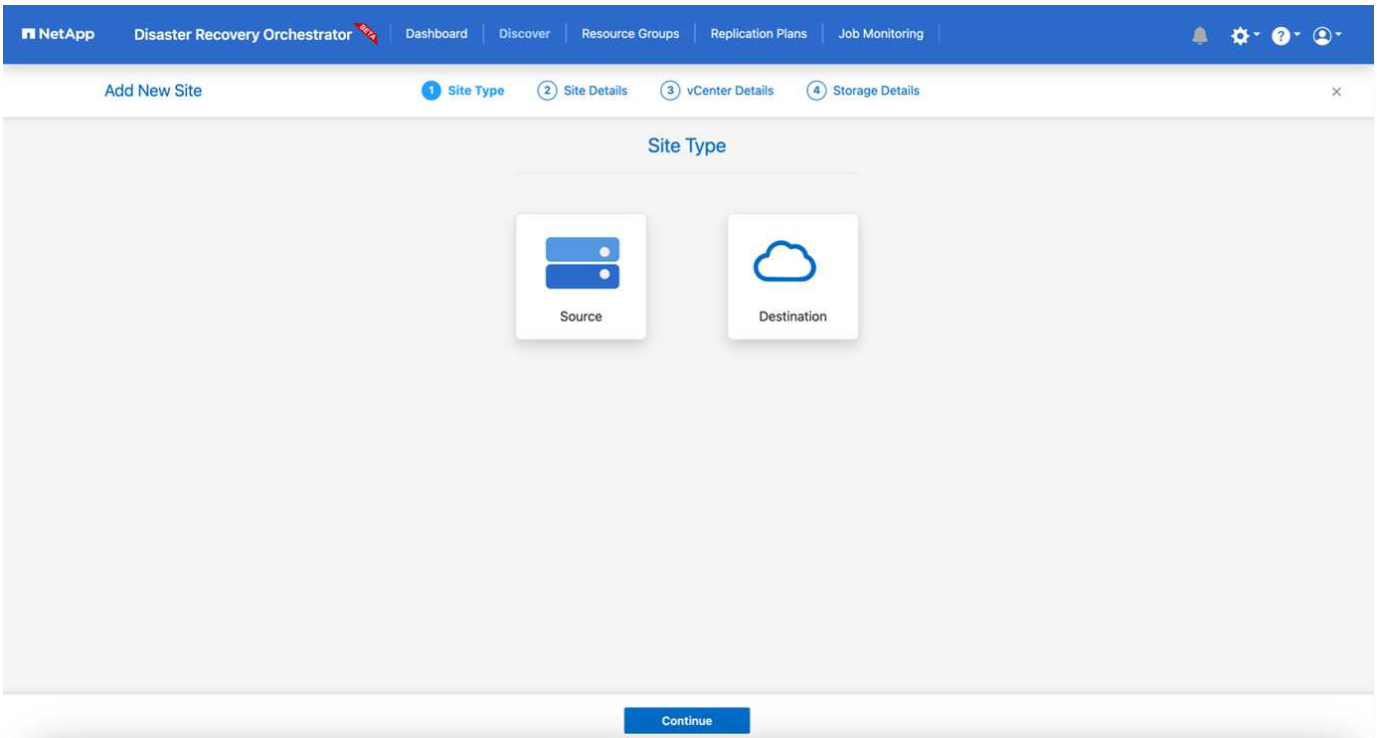 NetApp Disaster Recovery Orchestrator BETA Dashboard Discover Resource Groups Replication Plans Job Monitoring ?
Add New Site 1 Site Type 2 Site Details 3 vCenter Details 4 Storage Details ×
Site Type
Source Destination
Continue